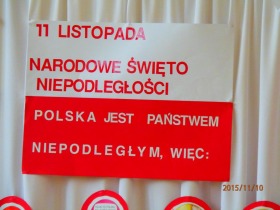 11 LISTOPADA
NARODOWE ŚWIĘTO
NIEPODLEGŁOŚCI
POLSKA JEST PAŃSTWEM
NIEPODLEGŁYM, WIĘC:
2015/11/10